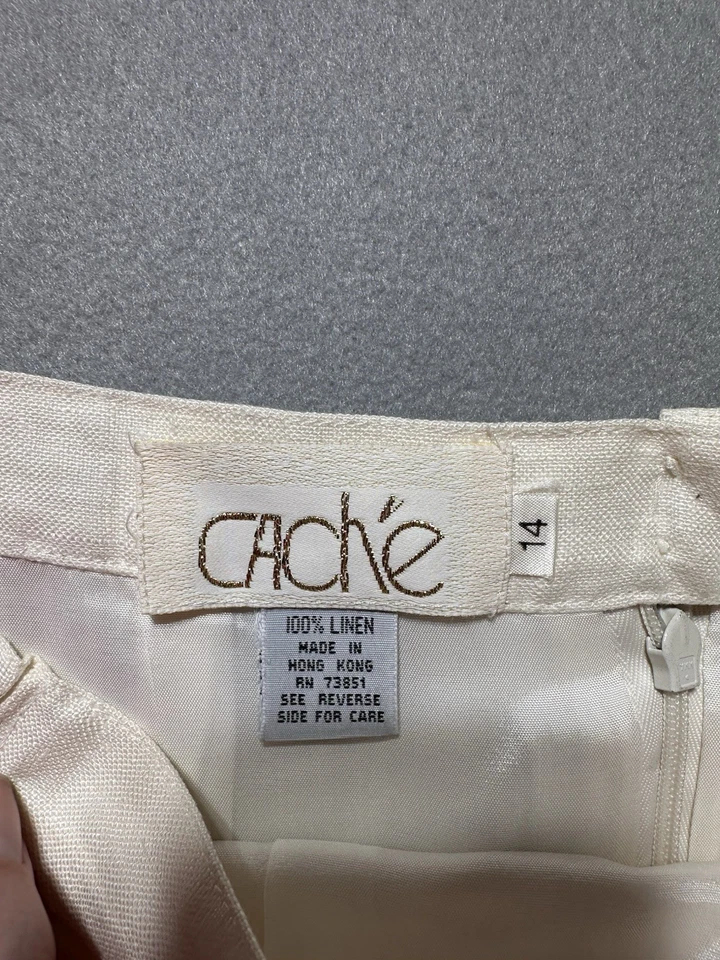 CACHÉ
14
100% LINEN
MADE IN
HONG KONG
RN 73851
SEE REVERSE
SIDE FOR CARE